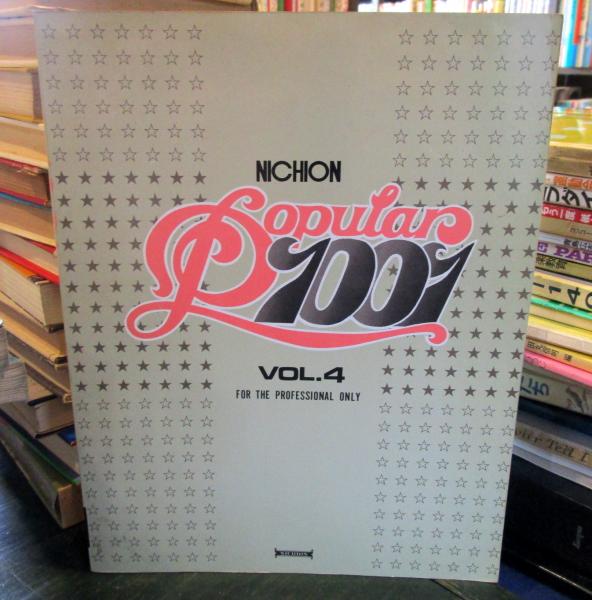 NICHION
Popular
1001
VOL.4
FOR THE PROFESSIONAL ONLY
NICHION